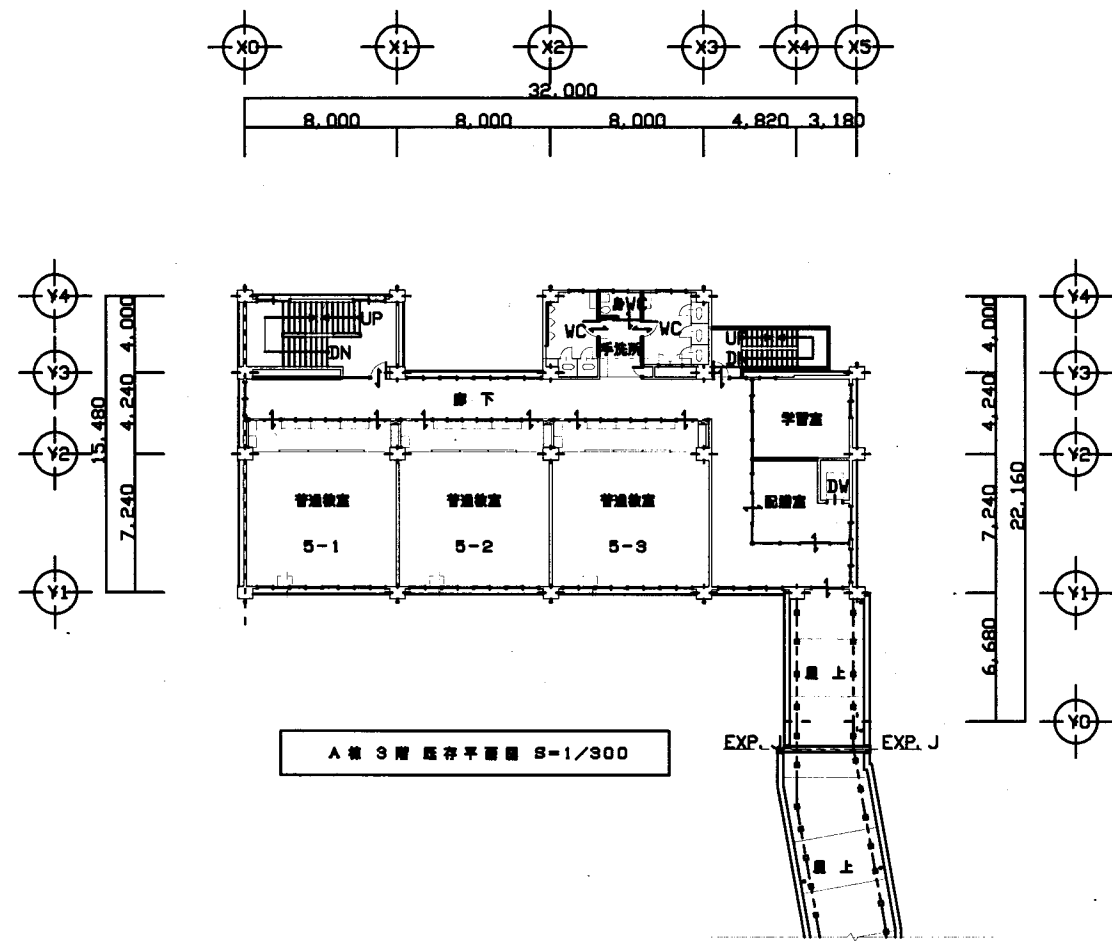 X0 X1 X2 X3 X4 X5
32,000
8,000 8,000 8,000 4,820 3,180
Y4 Y4
4,000 4,000
UP WC WC UP
DN 手洗所 DN
Y3 Y3
15,480 4,240 廊 下 4,240
学習室
Y2 Y2
22,160
DW
7,240 普通教室 普通教室 普通教室 配膳室 7,240
5-1 5-2 5-3
Y1 Y1
6,680
屋 上
Y0
EXP. J EXP. J
A棟 3階 既存平面図 S=1/300
屋 上